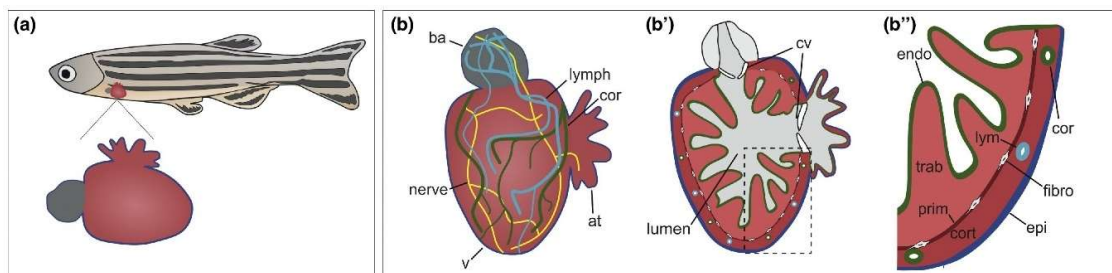 (a)
(b)
ba
lymph
cor
nerve
at
v
(b')
cv
lumen
(b'')
endo
cor
lym
trab
fibro
prim
cort
epi